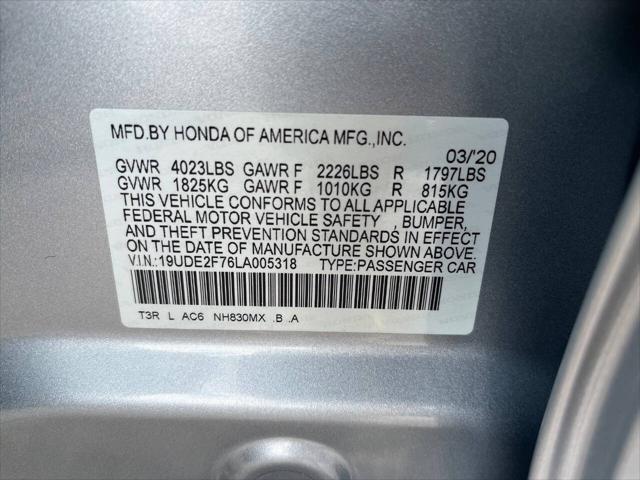 MFD.BY HONDA OF AMERICA MFG.,INC.
03/'20
GVWR 4023LBS GAWR F 2226LBS R 1797LBS
GVWR 1825KG GAWR F 1010KG R 815KG
THIS VEHICLE CONFORMS TO ALL APPLICABLE
FEDERAL MOTOR VEHICLE SAFETY , BUMPER,
AND THEFT PREVENTION STANDARDS IN EFFECT
ON THE DATE OF MANUFACTURE SHOWN ABOVE.
V.I.N.:19UDE2F76LA005318 TYPE:PASSENGER CAR
T3R L AC6 NH830MX .B .A